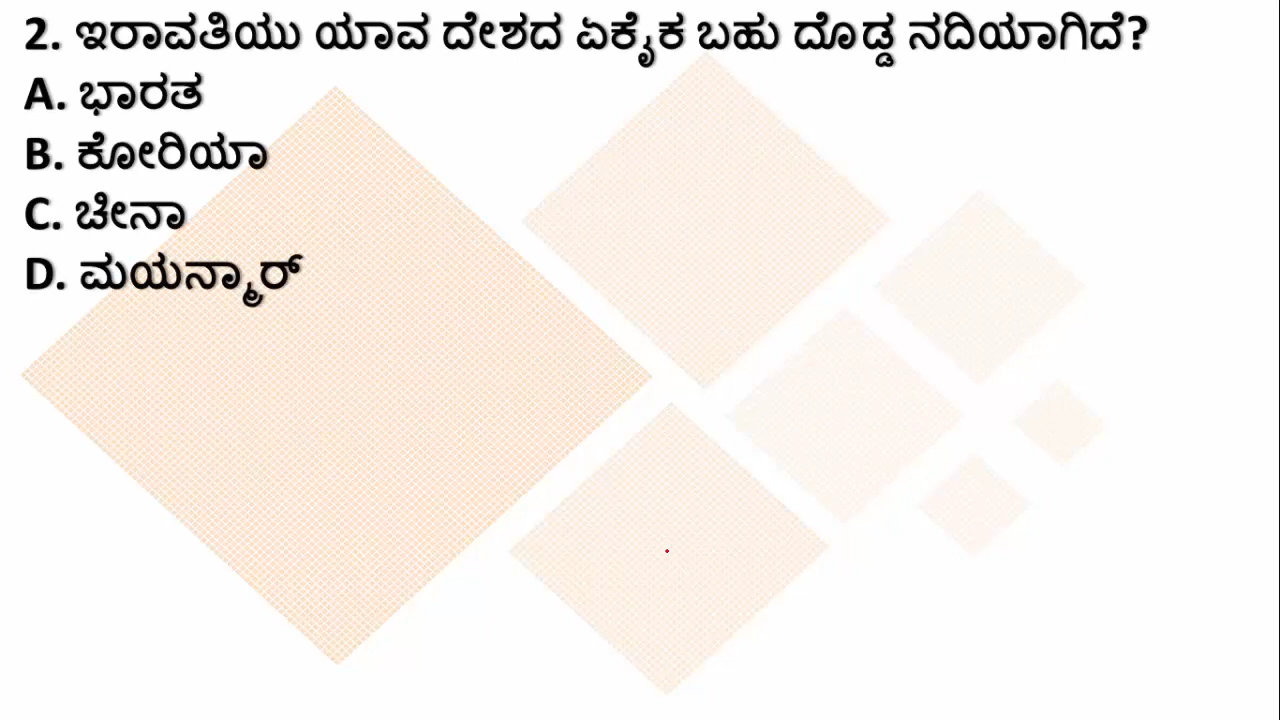 2. ಇರಾವತಿಯು ಯಾವ ದೇಶದ ಏಕೈಕ ಬಹು ದೊಡ್ಡ ನದಿಯಾಗಿದೆ?
A. ಭಾರತ
B. ಕೋರಿಯಾ
C. ಚೀನಾ
D. ಮಯನ್ಮಾರ್